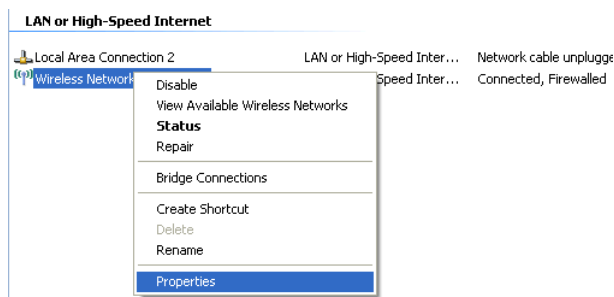 LAN or High-Speed Internet
Local Area Connection 2 LAN or High-Speed Inter... Network cable unplugge
Wireless Network Speed Inter... Connected, Firewalled
Disable
View Available Wireless Networks
Status
Repair
Bridge Connections
Create Shortcut
Delete
Rename
Properties